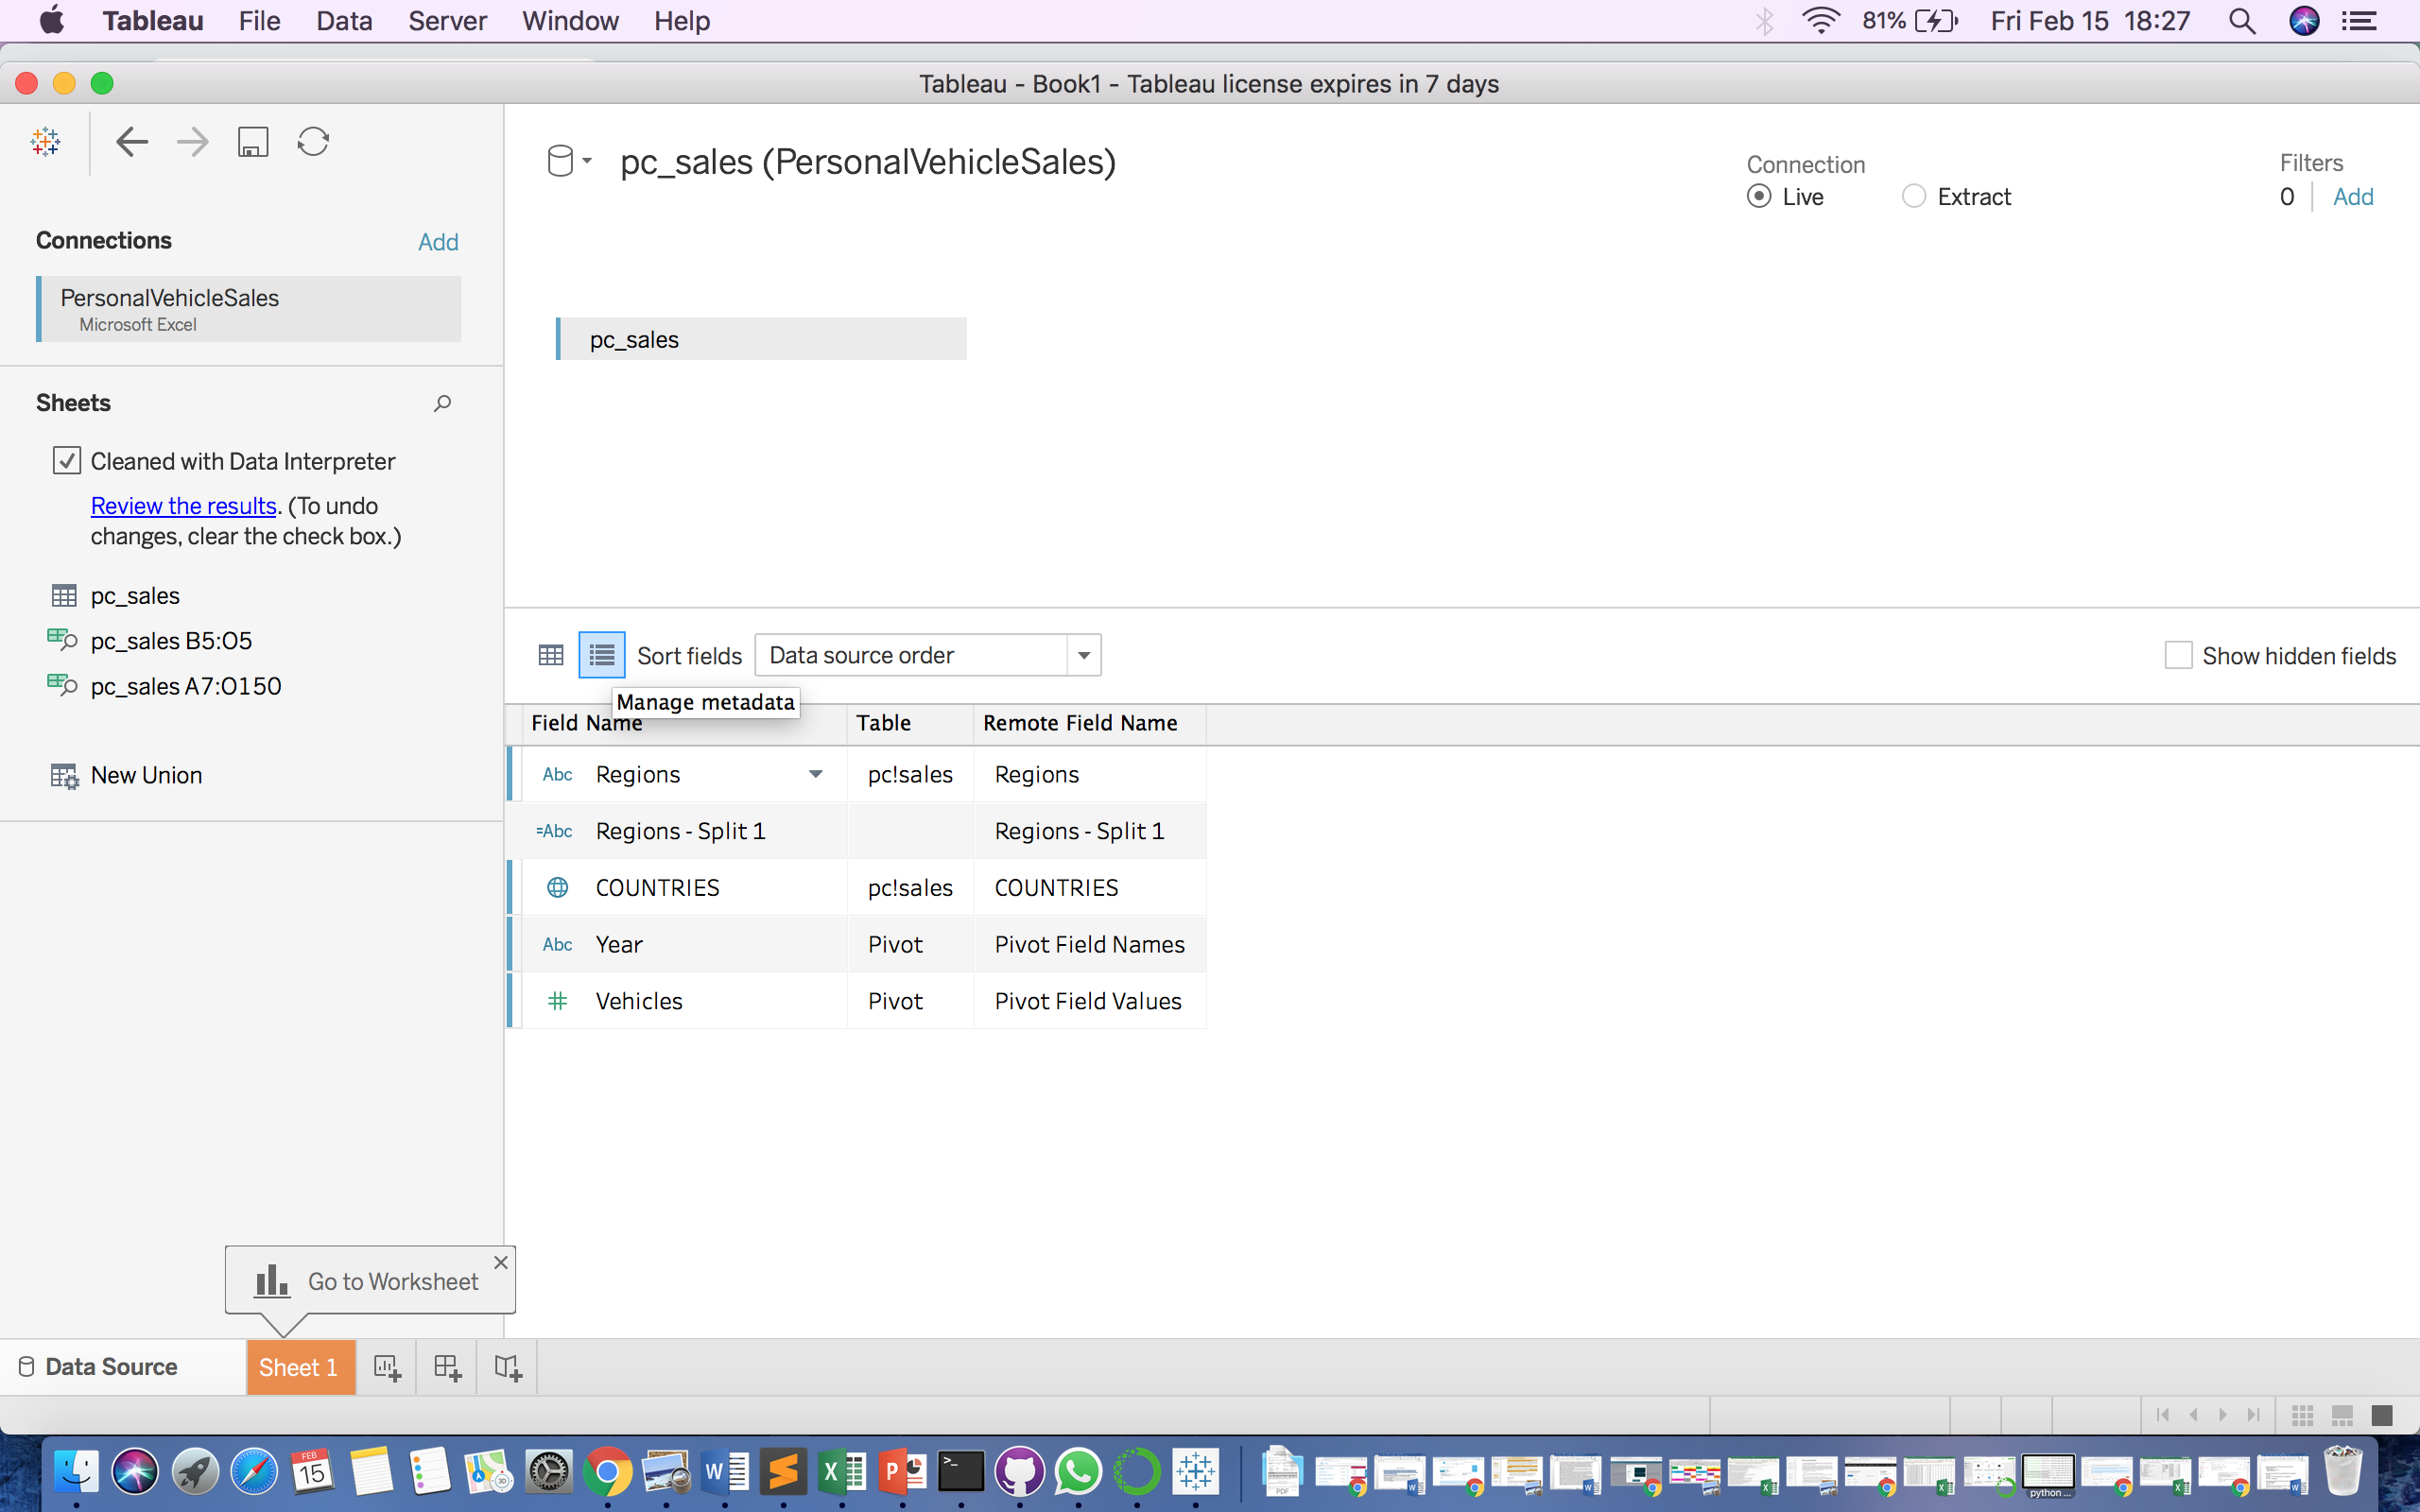 Tableau File Data Server Window Help 81% Fri Feb 15 18:27
Tableau - Book1 - Tableau license expires in 7 days
pc_sales (PersonalVehicleSales)
Connection
Live Extract
Filters
0 Add
Connections Add
PersonalVehicleSales
Microsoft Excel
pc_sales
Sheets
Cleaned with Data Interpreter
Review the results. (To undo
changes, clear the check box.)
pc_sales
pc_sales B5:O5
pc_sales A7:O150
New Union
Sort fields Data source order Show hidden fields
Manage metadata
Field Name Table Remote Field Name
Abc Regions pc!sales Regions
=Abc Regions - Split 1 Regions - Split 1
COUNTRIES pc!sales COUNTRIES
Abc Year Pivot Pivot Field Names
# Vehicles Pivot Pivot Field Values
Go to Worksheet
Data Source Sheet 1
FEB
15
python ...
PDF